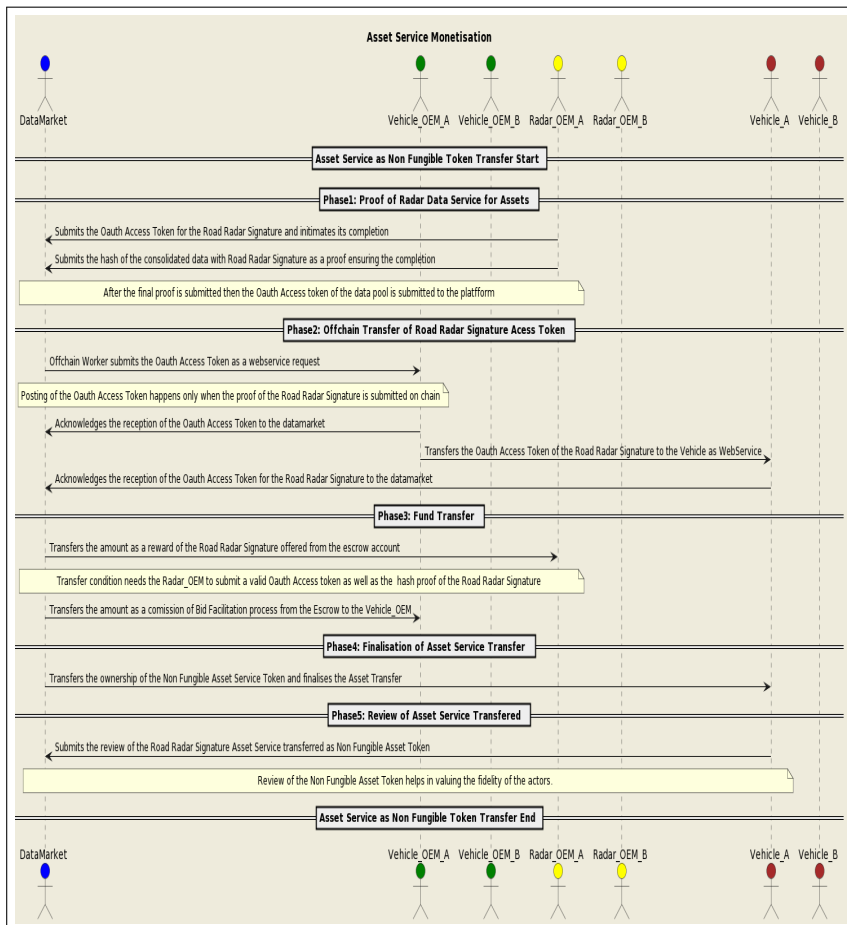 Asset Service Monetisation
DataMarket Vehicle_OEM_A Vehicle_OEM_B Radar_OEM_A Radar_OEM_B Vehicle_A Vehicle_B
Asset Service as Non Fungible Token Transfer Start
Phase1: Proof of Radar Data Service for Assets
Submits the Oauth Access Token for the Road Radar Signature and initimates its completion
Submits the hash of the consolidated data with Road Radar Signature as a proof ensuring the completion
After the final proof is submitted then the Oauth Access token of the data pool is submitted to the platfform
Phase2: Offchain Transfer of Road Radar Signature Acess Token
Offchain Worker submits the Oauth Access Token as a webservice request
Posting of the Oauth Access Token happens only when the proof of the Road Radar Signature is submitted on chain
Acknowledges the reception of the Oauth Access Token to the datamarket
Transfers the Oauth Access Token of the Road Radar Signature to the Vehicle as WebService
Acknowledges the reception of the Oauth Access Token for the Road Radar Signature to the datamarket
Phase3: Fund Transfer
Transfers the amount as a reward of the Road Radar Signature offered from the escrow account
Transfer condition needs the Radar_OEM to submit a valid Oauth Access token as well as the hash proof of the Road Radar Signature
Transfers the amount as a comission of Bid Facilitation process from the Escrow to the Vehicle_OEM
Phase4: Finalisation of Asset Service Transfer
Transfers the ownership of the Non Fungible Asset Service Token and finalises the Asset Transfer
Phase5: Review of Asset Service Transfered
Submits the review of the Road Radar Signature Asset Service transferred as Non Fungible Asset Token
Review of the Non Fungible Asset Token helps in valuing the fidelity of the actors.
Asset Service as Non Fungible Token Transfer End
DataMarket Vehicle_OEM_A Vehicle_OEM_B Radar_OEM_A Radar_OEM_B Vehicle_A Vehicle_B